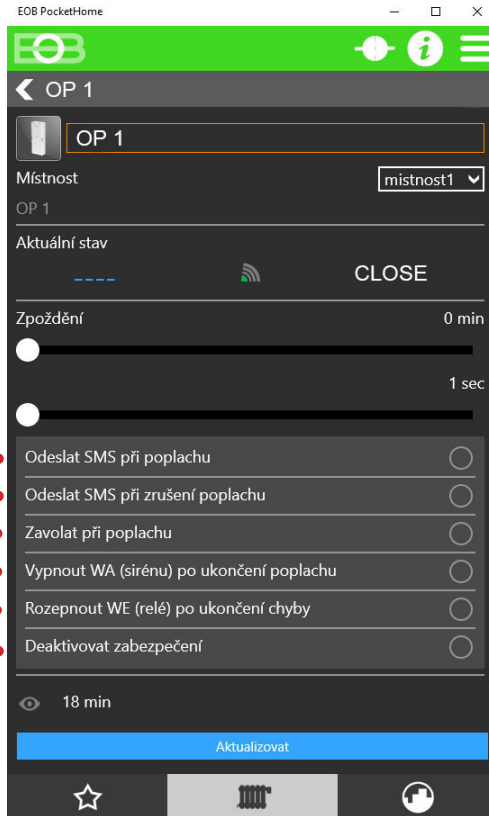 EOB PocketHome
EOB
OP 1
OP 1
Místnost
mistnost1
OP 1
Aktuální stav
----
CLOSE
Zpoždění
0 min
1 sec
Odeslat SMS při poplachu
Odeslat SMS při zrušení poplachu
Zavolat při poplachu
Vypnout WA (sirénu) po ukončení poplachu
Rozepnout WE (relé) po ukončení chyby
Deaktivovat zabezpečení
18 min
Aktualizovat